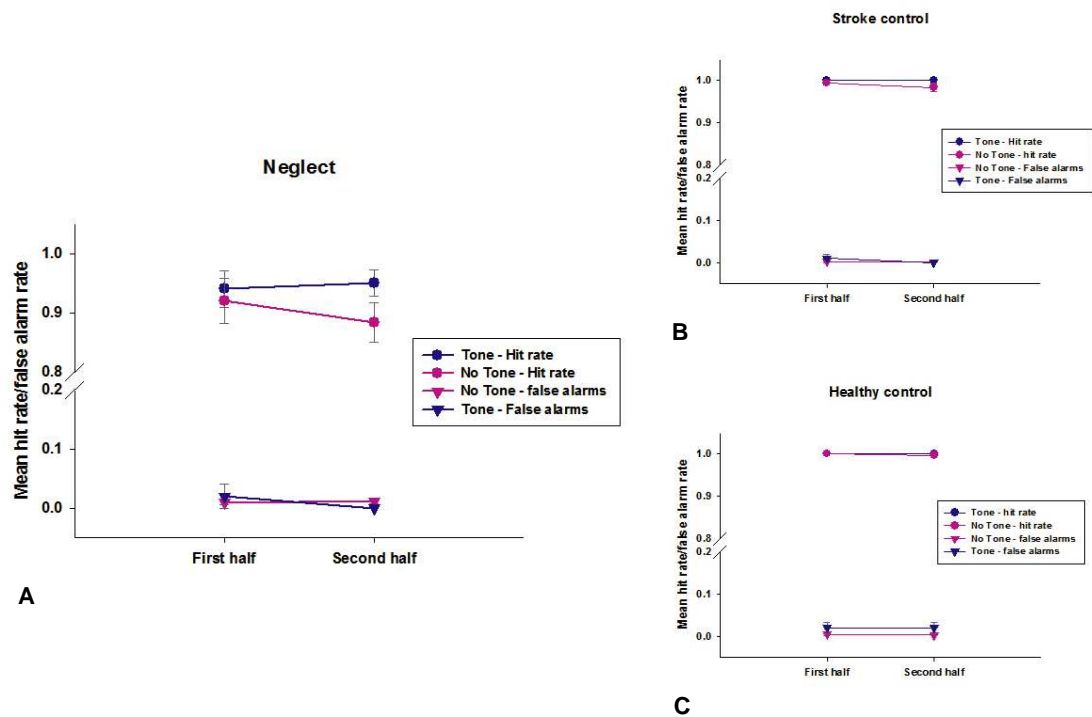 Neglect
Mean hit rate/false alarm rate
1.0
0.9
0.8
0.2
0.1
0.0
First half Second half
Tone - Hit rate
No Tone - Hit rate
No Tone - false alarms
Tone - False alarms
A
Stroke control
Mean hit rate/false alarm rate
1.0
0.9
0.8
0.2
0.1
0.0
First half Second half
Tone - Hit rate
No Tone - hit rate
No Tone - False alarms
Tone - False alarms
B
Healthy control
Mean hit rate/false alarm rate
1.0
0.9
0.8
0.2
0.1
0.0
First half Second half
Tone - hit rate
No Tone - hit rate
No Tone - false alarms
Tone - false alarms
C